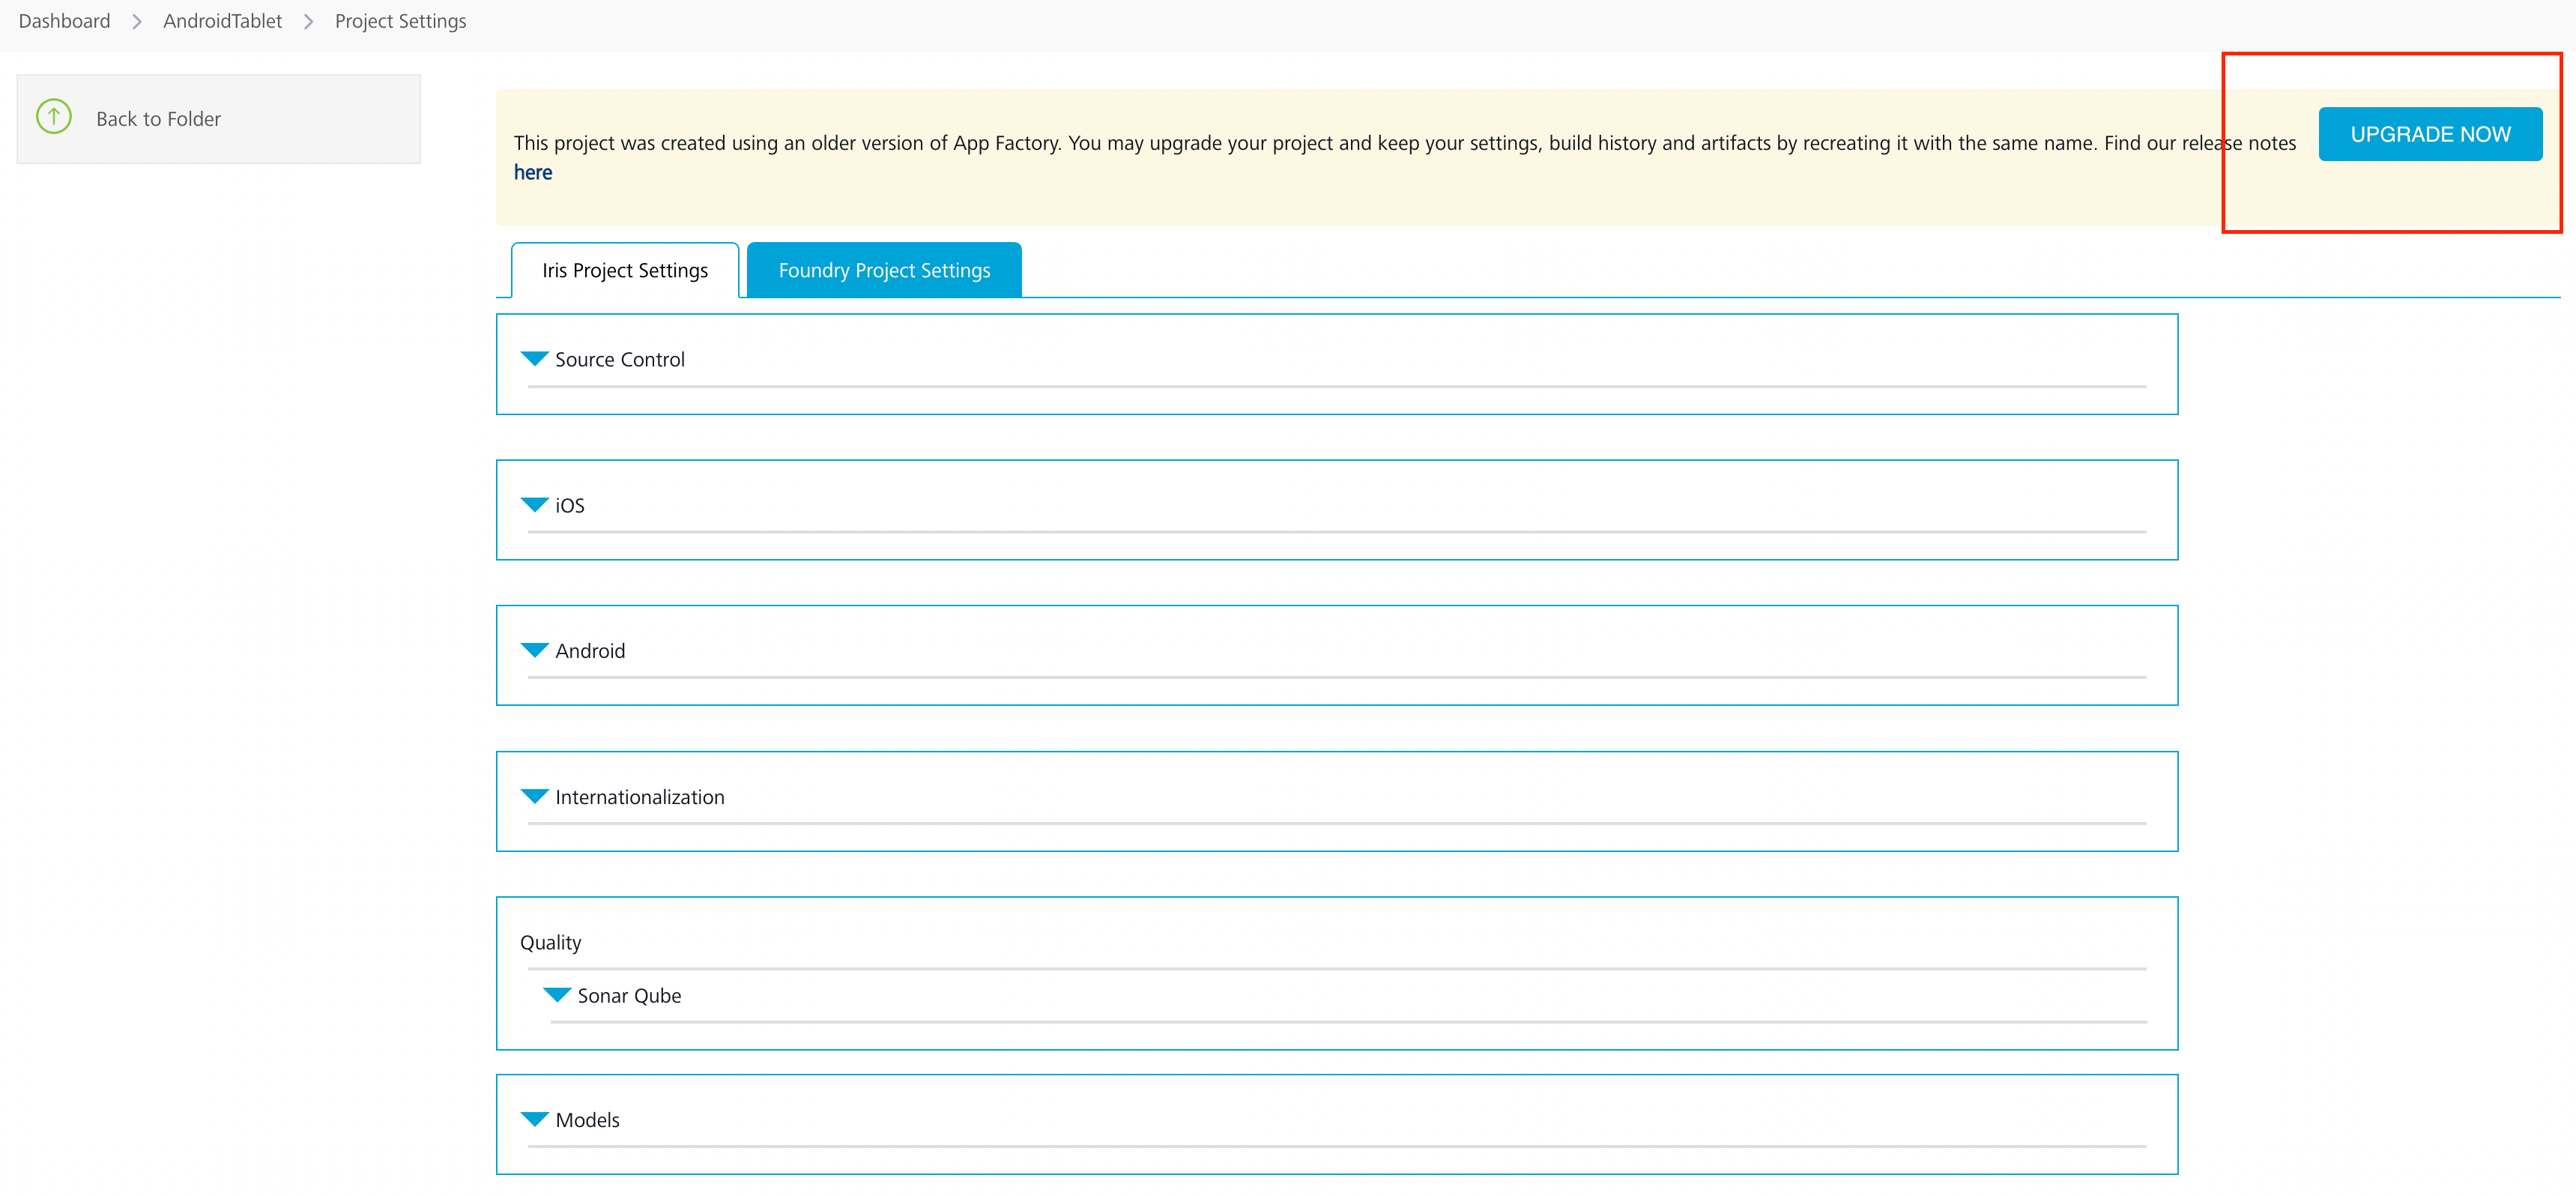 Dashboard > AndroidTablet > Project Settings
Back to Folder
This project was created using an older version of App Factory. You may upgrade your project and keep your settings, build history and artifacts by recreating it with the same name. Find our release notes
here
UPGRADE NOW
Iris Project Settings
Foundry Project Settings
Source Control
iOS
Android
Internationalization
Quality
Sonar Qube
Models